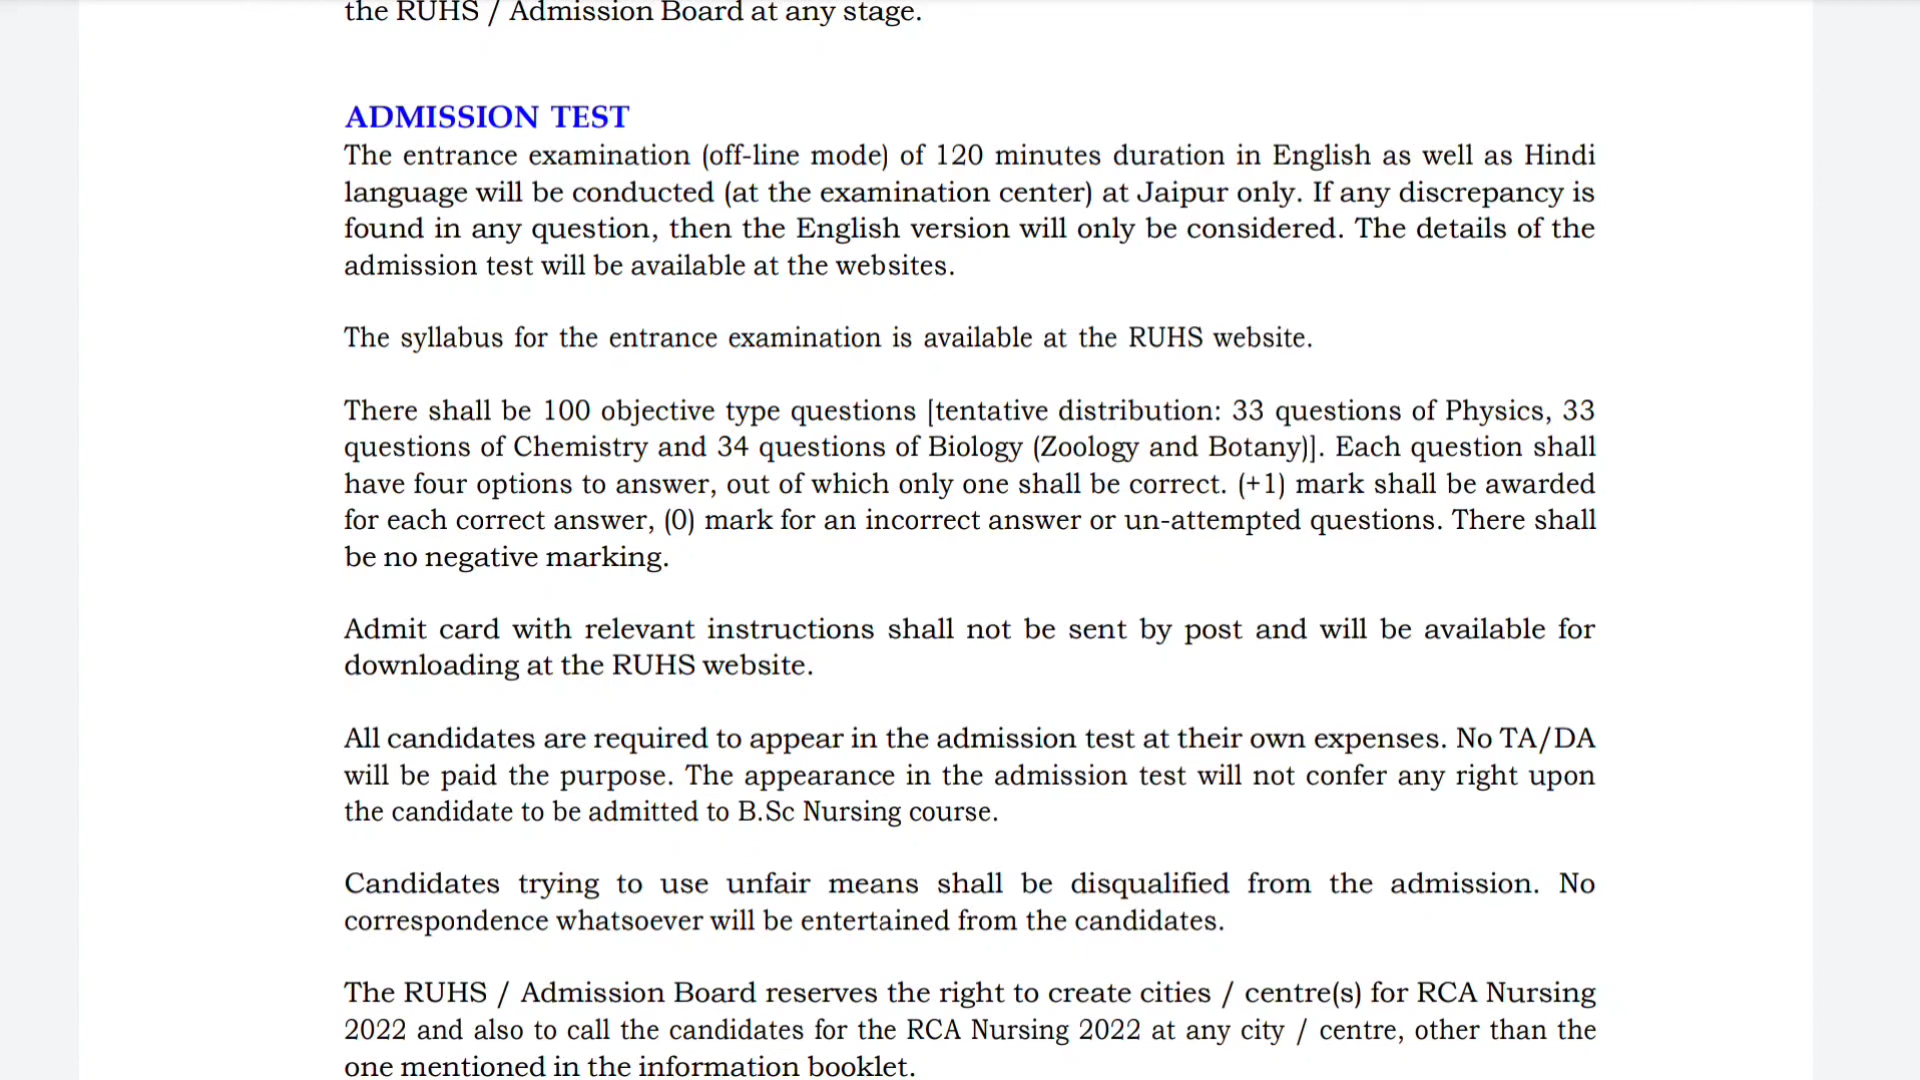 the RUHS / Admission Board at any stage.
ADMISSION TEST
The entrance examination (off-line mode) of 120 minutes duration in English as well as Hindi
language will be conducted (at the examination center) at Jaipur only. If any discrepancy is
found in any question, then the English version will only be considered. The details of the
admission test will be available at the websites.
The syllabus for the entrance examination is available at the RUHS website.
There shall be 100 objective type questions [tentative distribution: 33 questions of Physics, 33
questions of Chemistry and 34 questions of Biology (Zoology and Botany)]. Each question shall
have four options to answer, out of which only one shall be correct. (+1) mark shall be awarded
for each correct answer, (0) mark for an incorrect answer or un-attempted questions. There shall
be no negative marking.
Admit card with relevant instructions shall not be sent by post and will be available for
downloading at the RUHS website.
All candidates are required to appear in the admission test at their own expenses. No TA/DA
will be paid the purpose. The appearance in the admission test will not confer any right upon
the candidate to be admitted to B.Sc Nursing course.
Candidates trying to use unfair means shall be disqualified from the admission. No
correspondence whatsoever will be entertained from the candidates.
The RUHS / Admission Board reserves the right to create cities / centre(s) for RCA Nursing
2022 and also to call the candidates for the RCA Nursing 2022 at any city / centre, other than the
one mentioned in the information booklet.